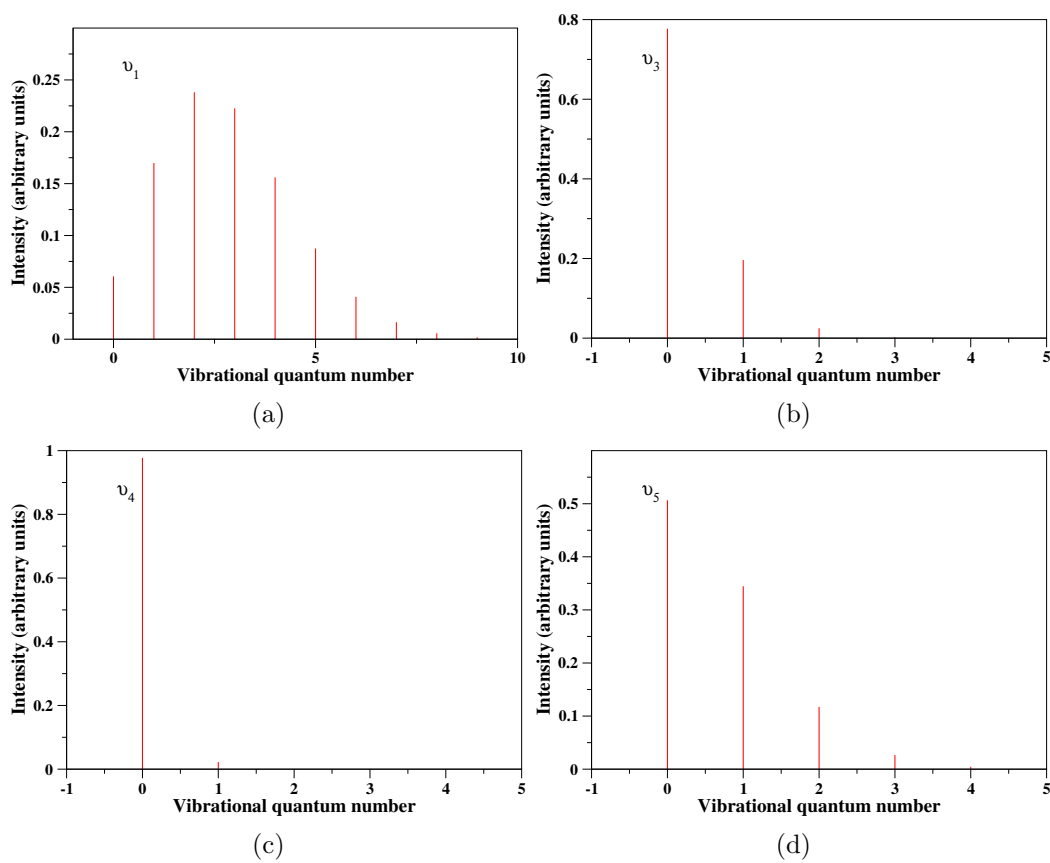 Intensity (arbitrary units)
υ1
0.25
0.2
0.15
0.1
0.05
0
0 5 10
Vibrational quantum number
(a)
Intensity (arbitrary units)
υ3
0.8
0.6
0.4
0.2
0
-1 0 1 2 3 4 5
Vibrational quantum number
(b)
Intensity (arbitrary units)
υ4
1
0.8
0.6
0.4
0.2
0
-1 0 1 2 3 4 5
Vibrational quantum number
(c)
Intensity (arbitrary units)
υ5
0.5
0.4
0.3
0.2
0.1
0
-1 0 1 2 3 4 5
Vibrational quantum number
(d)